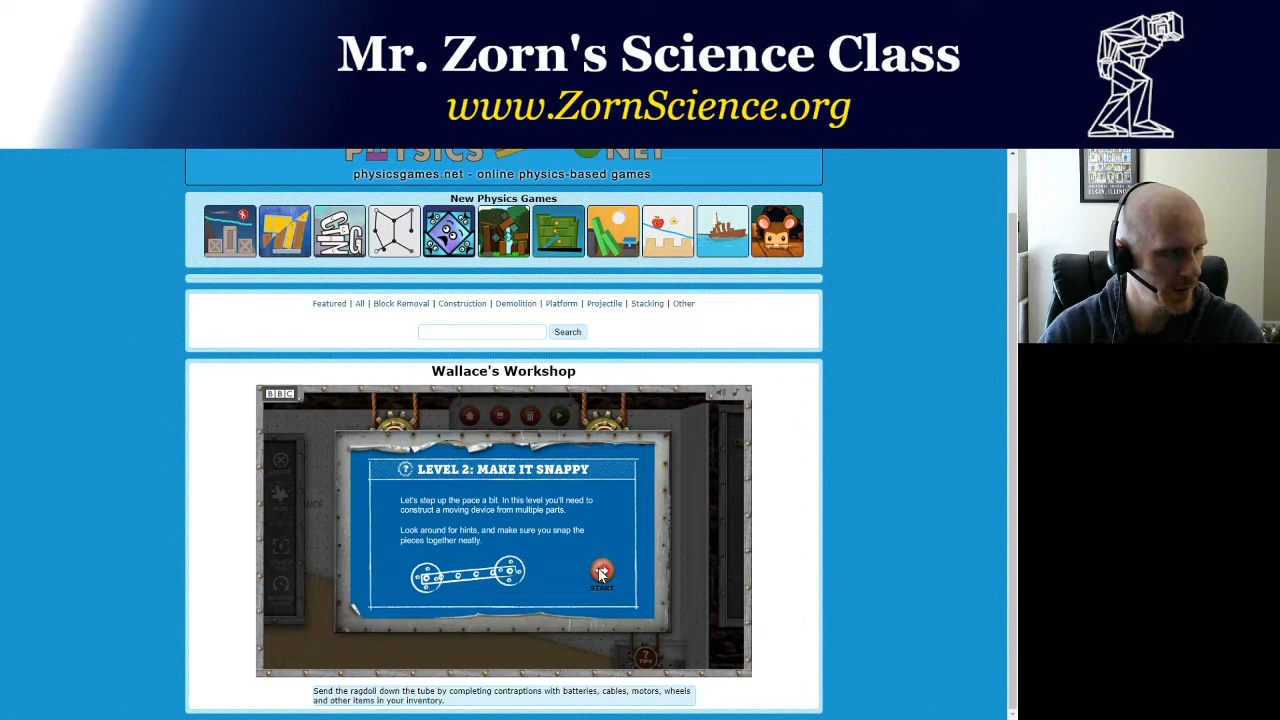 Mr. Zorn's Science Class
www.ZornScience.org
physicsgames.net - online physics-based games
New Physics Games
Featured | All | Block Removal | Construction | Demolition | Platform | Projectile | Stacking | Other
Search
Wallace's Workshop
BBC
LEVEL 2: MAKE IT SNAPPY
Let's step up the pace a bit. In this level you'll need to
construct a moving device from multiple parts.
Look around for hints, and make sure you snap the
pieces together neatly.
START
? TIPS
Send the ragdoll down the tube by completing contraptions with batteries, cables, motors, wheels
and other items in your inventory.